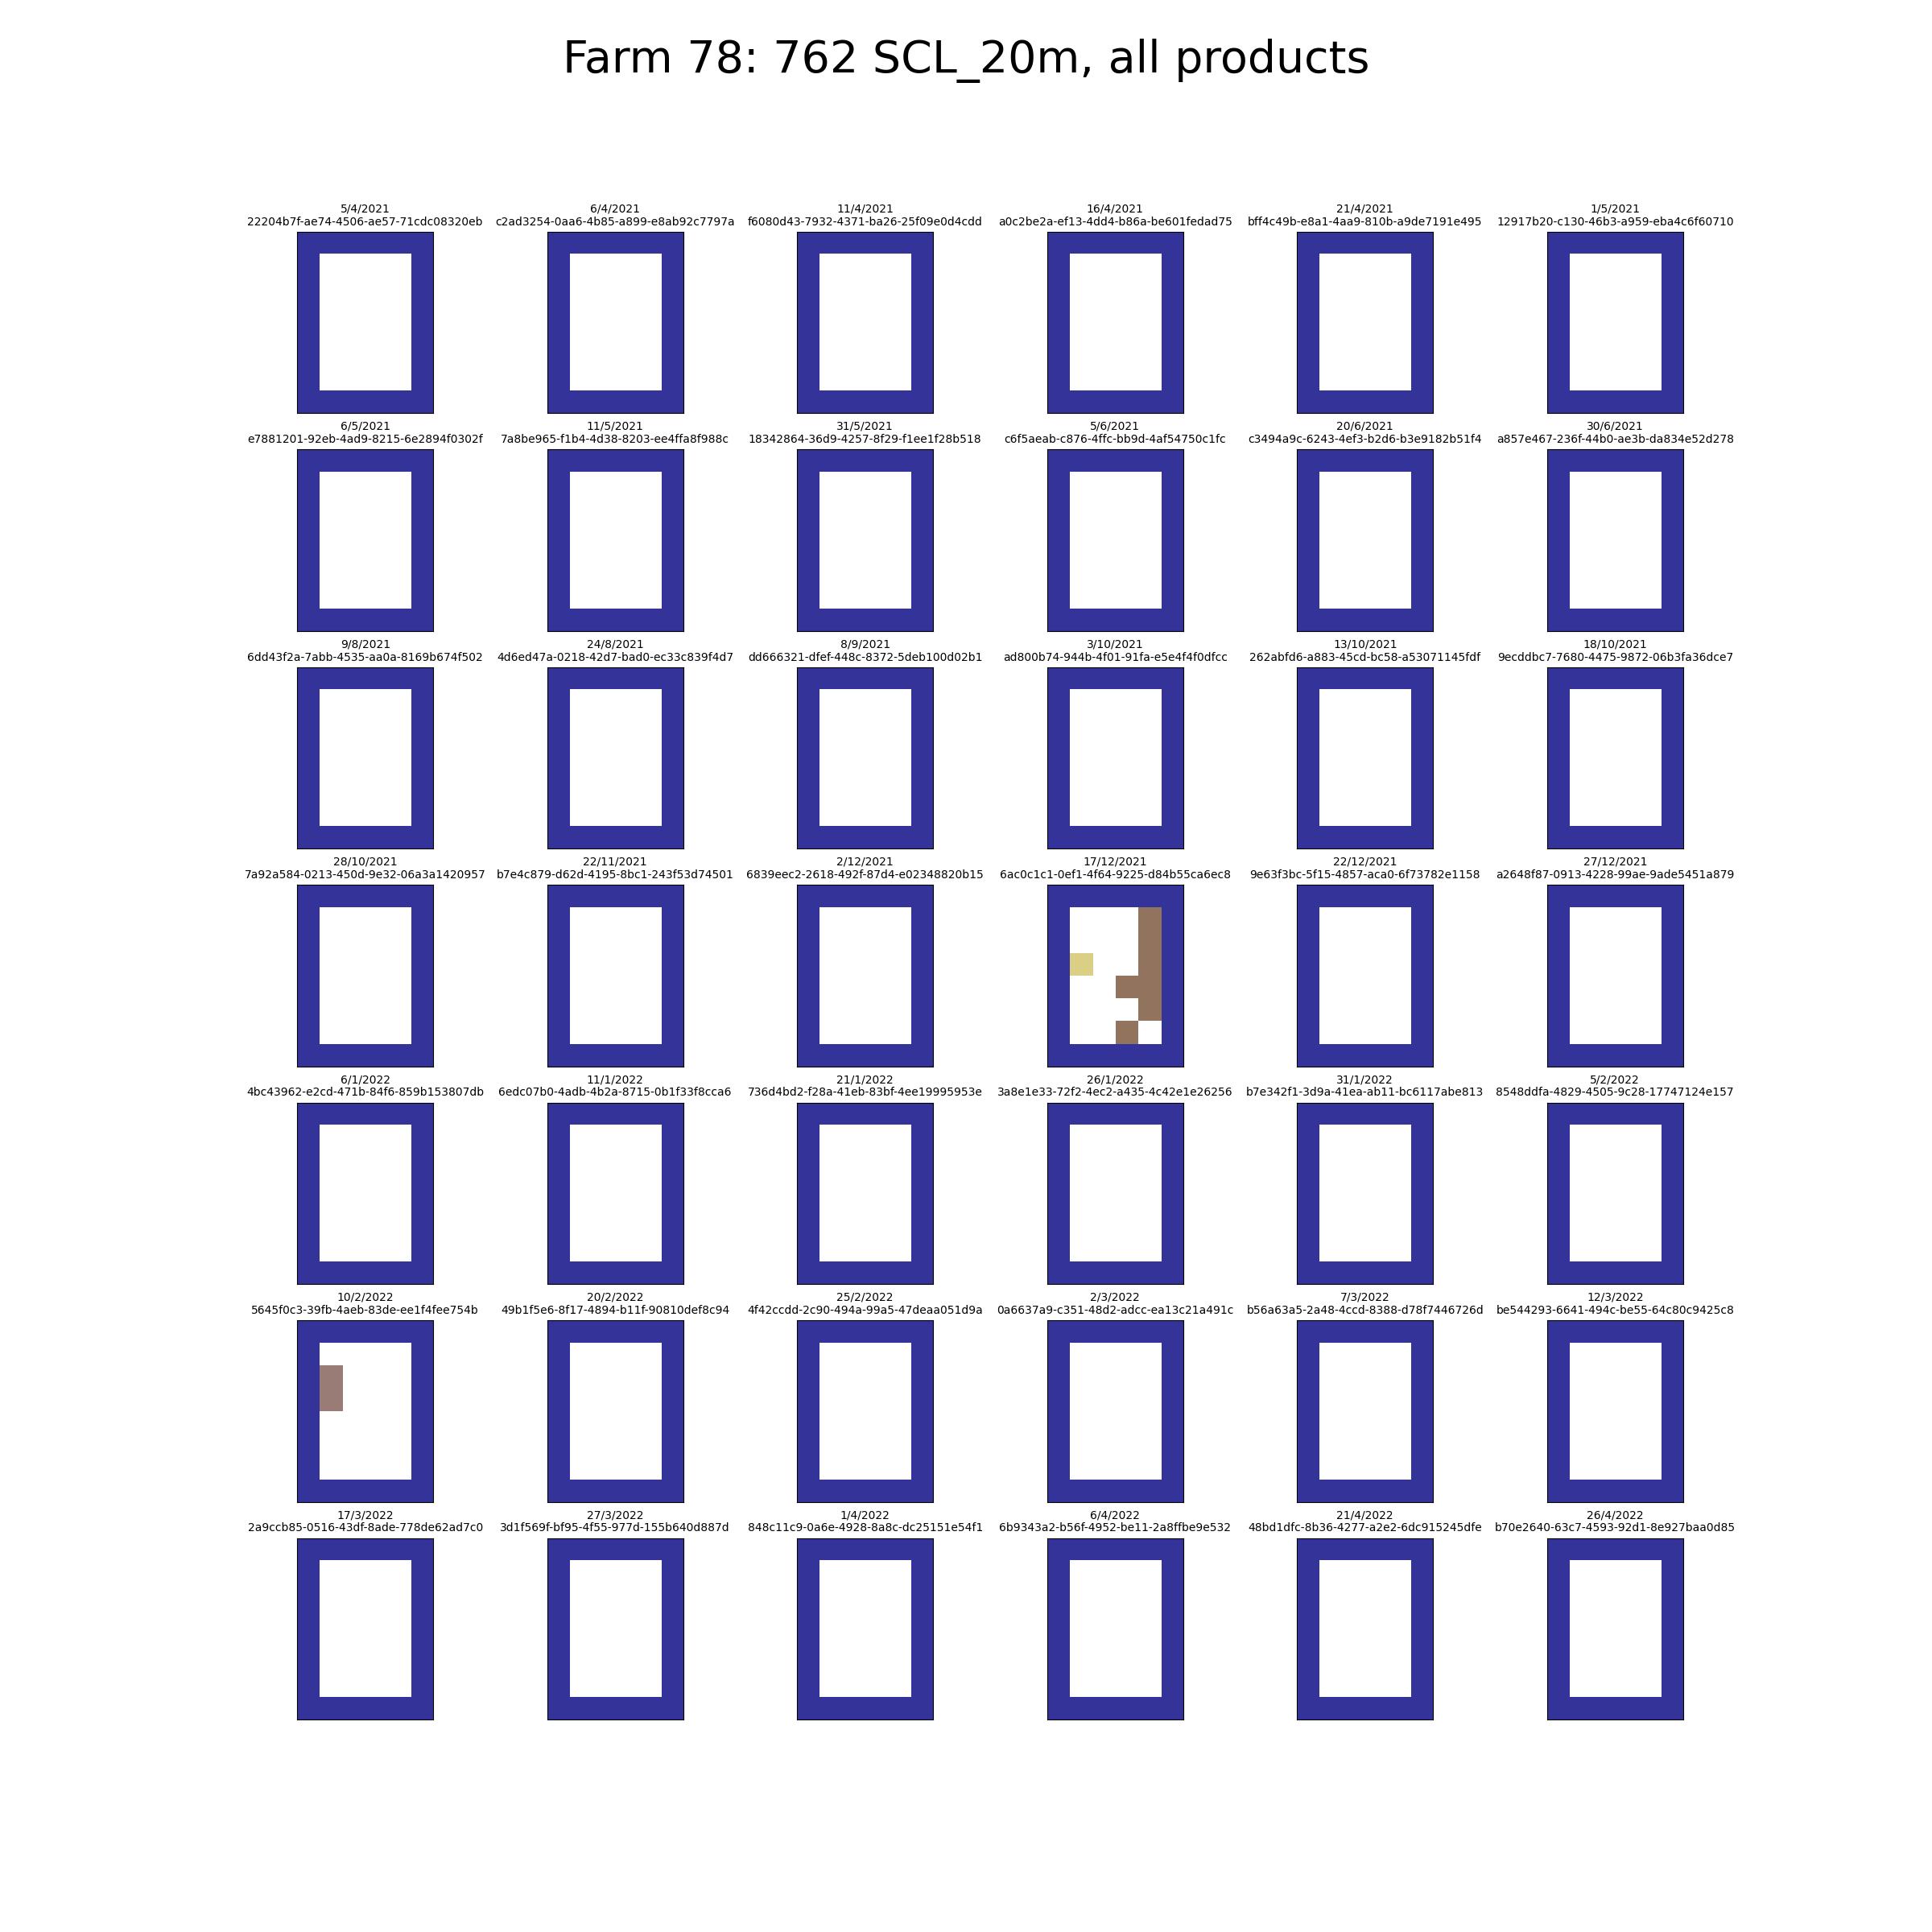 Farm 78: 762 SCL_20m, all products
5/4/2021
22204b7f-ae74-4506-ae57-71cdc08320eb
6/4/2021
c2ad3254-0aa6-4b85-a899-e8ab92c7797a
11/4/2021
f6080d43-7932-4371-ba26-25f09e0d4cdd
16/4/2021
a0c2be2a-ef13-4dd4-b86a-be601fedad75
21/4/2021
bff4c49b-e8a1-4aa9-810b-a9de7191e495
1/5/2021
12917b20-c130-46b3-a959-eba4c6f60710
6/5/2021
e7881201-92eb-4ad9-8215-6e2894f0302f
11/5/2021
7a8be965-f1b4-4d38-8203-ee4ffa8f988c
31/5/2021
18342864-36d9-4257-8f29-f1ee1f28b518
5/6/2021
c6f5aeab-c876-4ffc-bb9d-4af54750c1fc
20/6/2021
c3494a9c-6243-4ef3-b2d6-b3e9182b51f4
30/6/2021
a857e467-236f-44b0-ae3b-da834e52d278
9/8/2021
6dd43f2a-7abb-4535-aa0a-8169b674f502
24/8/2021
4d6ed47a-0218-42d7-bad0-ec33c839f4d7
8/9/2021
dd666321-dfef-448c-8372-5deb100d02b1
3/10/2021
ad800b74-944b-4f01-91fa-e5e4f4f0dfcc
13/10/2021
262abfd6-a883-45cd-bc58-a53071145fdf
18/10/2021
9ecddbc7-7680-4475-9872-06b3fa36dce7
28/10/2021
7a92a584-0213-450d-9e32-06a3a1420957
22/11/2021
b7e4c879-d62d-4195-8bc1-243f53d74501
2/12/2021
6839eec2-2618-492f-87d4-e02348820b15
17/12/2021
6ac0c1c1-0ef1-4f64-9225-d84b55ca6ec8
22/12/2021
9e63f3bc-5f15-4857-aca0-6f73782e1158
27/12/2021
a2648f87-0913-4228-99ae-9ade5451a879
6/1/2022
4bc43962-e2cd-471b-84f6-859b153807db
11/1/2022
6edc07b0-4adb-4b2a-8715-0b1f33f8cca6
21/1/2022
736d4bd2-f28a-41eb-83bf-4ee19995953e
26/1/2022
3a8e1e33-72f2-4ec2-a435-4c42e1e26256
31/1/2022
b7e342f1-3d9a-41ea-ab11-bc6117abe813
5/2/2022
8548ddfa-4829-4505-9c28-17747124e157
10/2/2022
5645f0c3-39fb-4aeb-83de-ee1f4fee754b
20/2/2022
49b1f5e6-8f17-4894-b11f-90810def8c94
25/2/2022
4f42ccdd-2c90-494a-99a5-47deaa051d9a
2/3/2022
0a6637a9-c351-48d2-adcc-ea13c21a491c
7/3/2022
b56a63a5-2a48-4ccd-8388-d78f7446726d
12/3/2022
be544293-6641-494c-be55-64c80c9425c8
17/3/2022
2a9ccb85-0516-43df-8ade-778de62ad7c0
27/3/2022
3d1f569f-bf95-4f55-977d-155b640d887d
1/4/2022
848c11c9-0a6e-4928-8a8c-dc25151e54f1
6/4/2022
6b9343a2-b56f-4952-be11-2a8ffbe9e532
21/4/2022
48bd1dfc-8b36-4277-a2e2-6dc915245dfe
26/4/2022
b70e2640-63c7-4593-92d1-8e927baa0d85